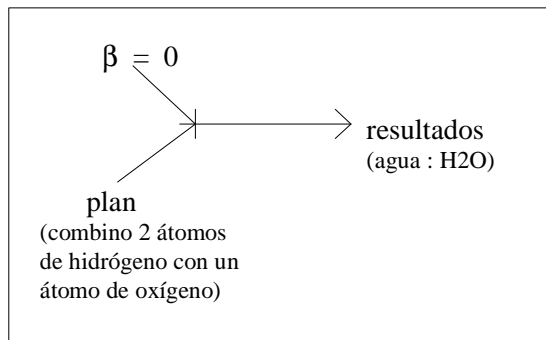 β = 0
resultados
(agua : H2O)
plan
(combino 2 átomos
de hidrógeno con un
átomo de oxígeno)